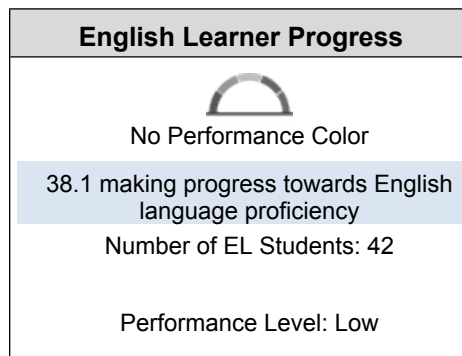 English Learner Progress
No Performance Color
38.1 making progress towards English
language proficiency
Number of EL Students: 42
Performance Level: Low